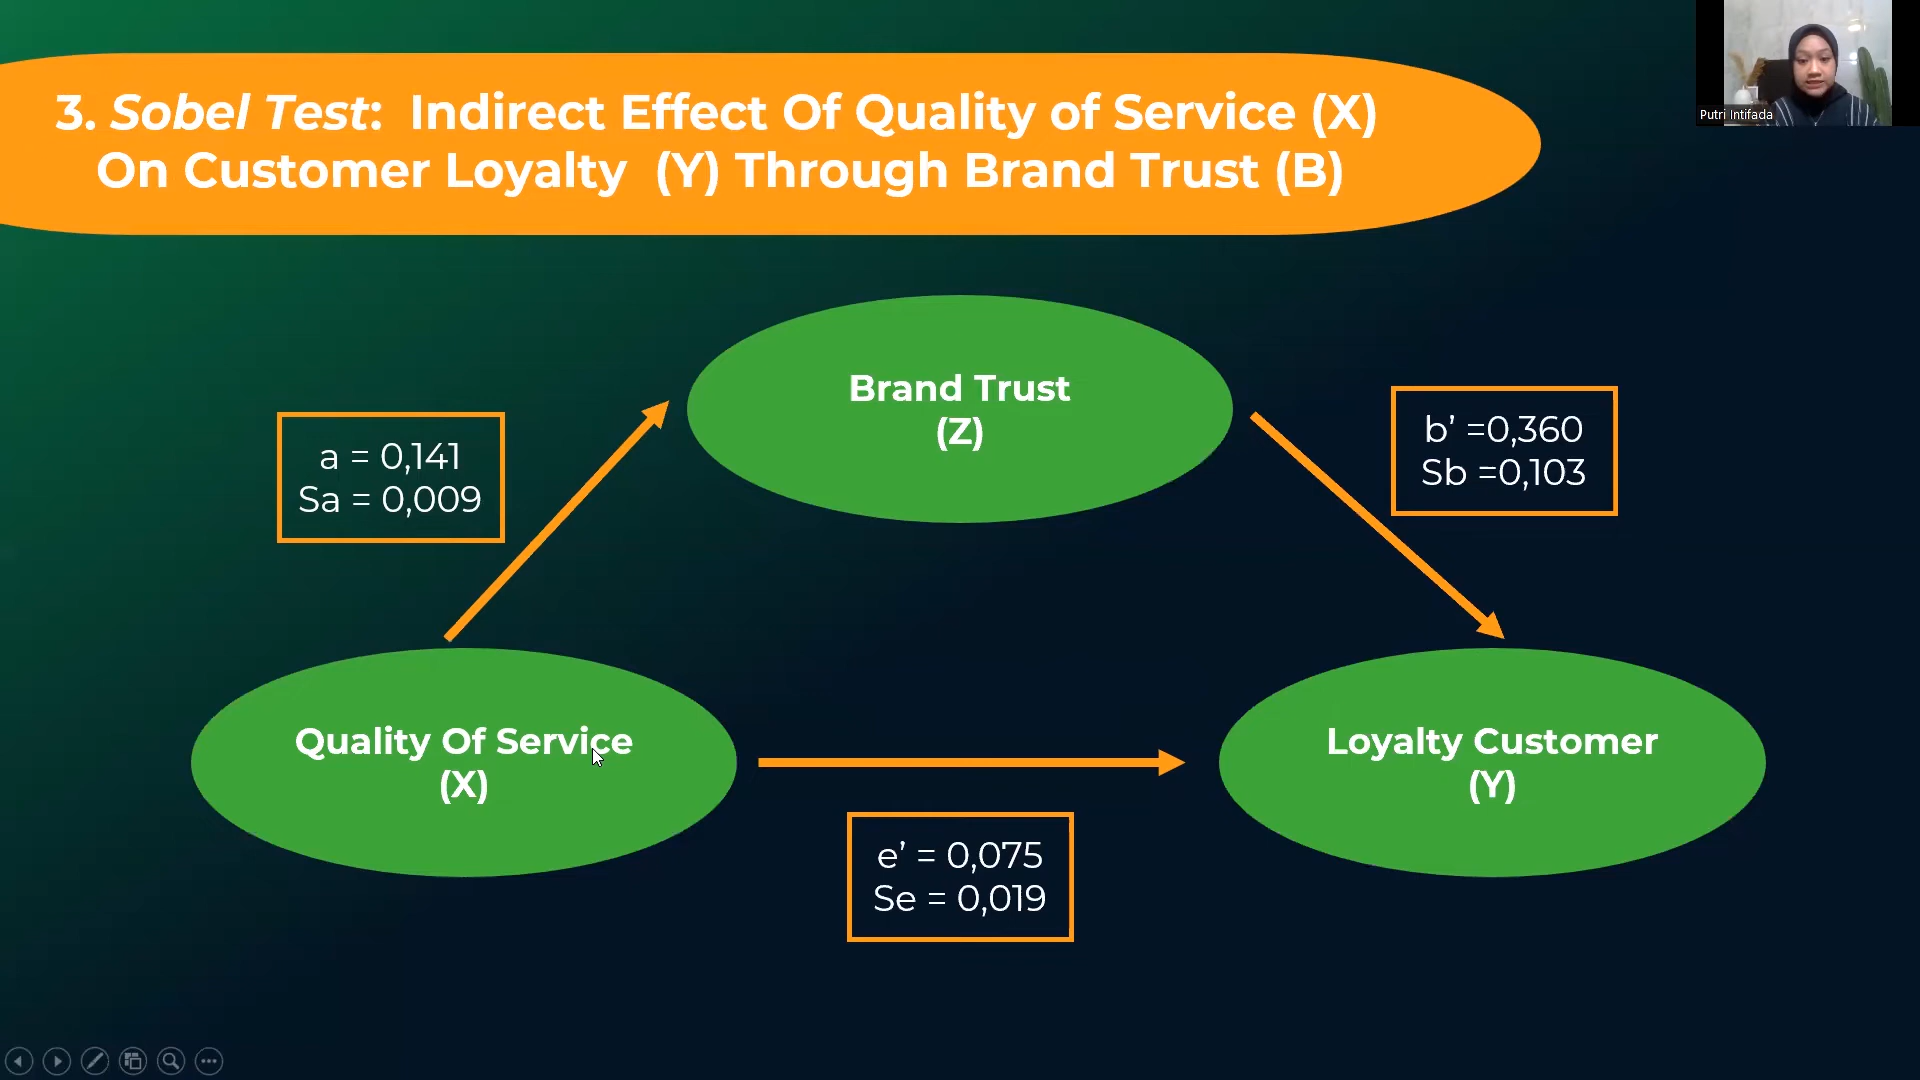 3. Sobel Test: Indirect Effect Of Quality of Service (X)
On Customer Loyalty (Y) Through Brand Trust (B)
Putri Intifada
Brand Trust
(Z)
a = 0,141
Sa = 0,009
b’ =0,360
Sb =0,103
Quality Of Service
(X)
Loyalty Customer
(Y)
e’ = 0,075
Se = 0,019